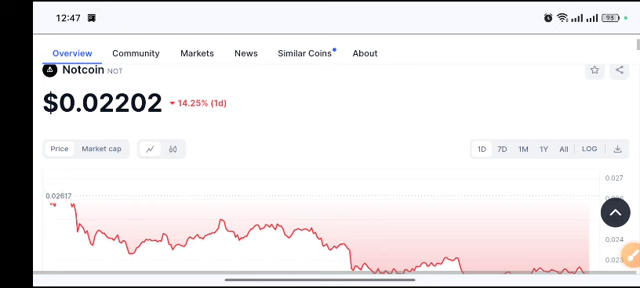 12:47
93
Overview Community Markets News Similar Coins About
Notcoin NOT
$0.02202 14.25% (1d)
Price Market cap 1D 7D 1M 1Y All LOG
0.027
0.02617
0.024
0.023